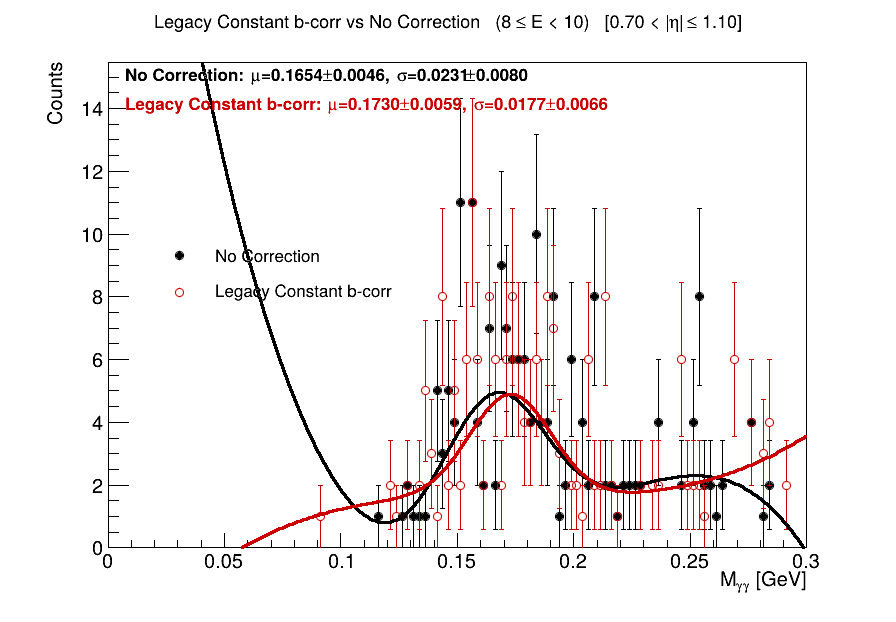 Legacy Constant b-corr vs No Correction (8 ≤ E < 10) [0.70 < |η| ≤ 1.10]
Counts
No Correction: μ=0.1654±0.0046, σ=0.0231±0.0080
Legacy Constant b-corr: μ=0.1730±0.0059, σ=0.0177±0.0066
No Correction
Legacy Constant b-corr
14
12
10
8
6
4
2
0
0 0.05 0.1 0.15 0.2 0.25 0.3
Mγγ [GeV]